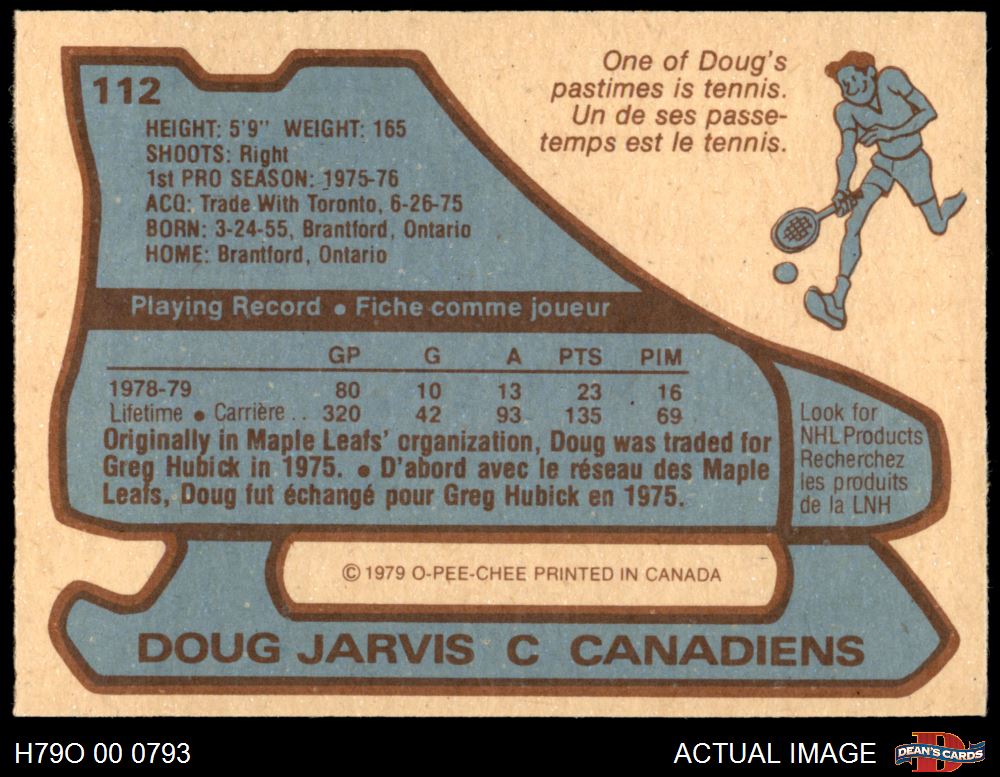 112
One of Doug's
pastimes is tennis.
Un de ses passe-
temps est le tennis.
HEIGHT: 5'9" WEIGHT: 165
SHOOTS: Right
1st PRO SEASON: 1975-76
ACQ: Trade With Toronto, 6-26-75
BORN: 3-24-55, Brantford, Ontario
HOME: Brantford, Ontario
Playing Record • Fiche comme joueur
GP G A PTS PIM
1978-79 80 10 13 23 16
Lifetime • Carrière . . 320 42 93 135 69
Originally in Maple Leafs' organization, Doug was traded for
Greg Hubick in 1975. • D'abord avec le réseau des Maple
Leafs, Doug fut échangé pour Greg Hubick en 1975.
Look for
NHL Products
Recherchez
les produits
de la LNH
© 1979 O-PEE-CHEE PRINTED IN CANADA
DOUG JARVIS C CANADIENS
H79O 00 0793
ACTUAL IMAGE
D
DEAN'S CARDS